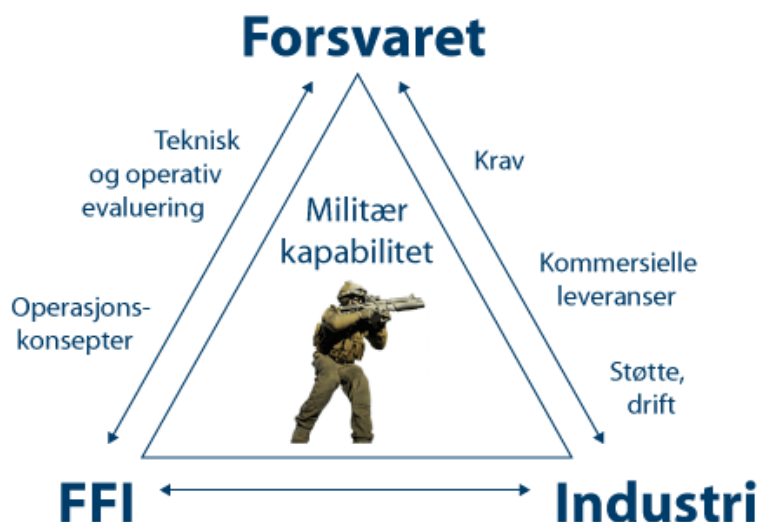 Forsvaret
Teknisk
og operativ
evaluering
Krav
Militær
kapabilitet
Kommersielle
leveranser
Operasjons-
konsepter
Støtte,
drift
FFI
Industri